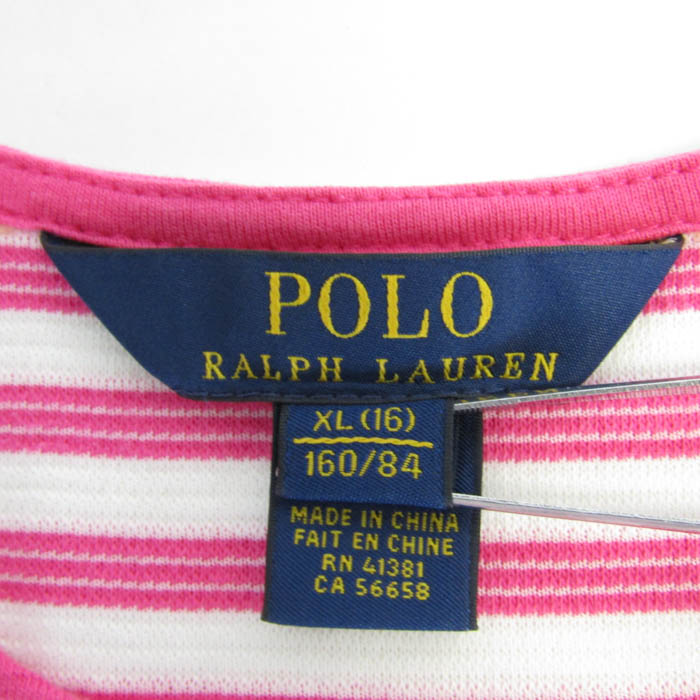 POLO
RALPH LAUREN
XL (16)
160/84
MADE IN CHINA
FAIT EN CHINE
RN 41381
CA 56658